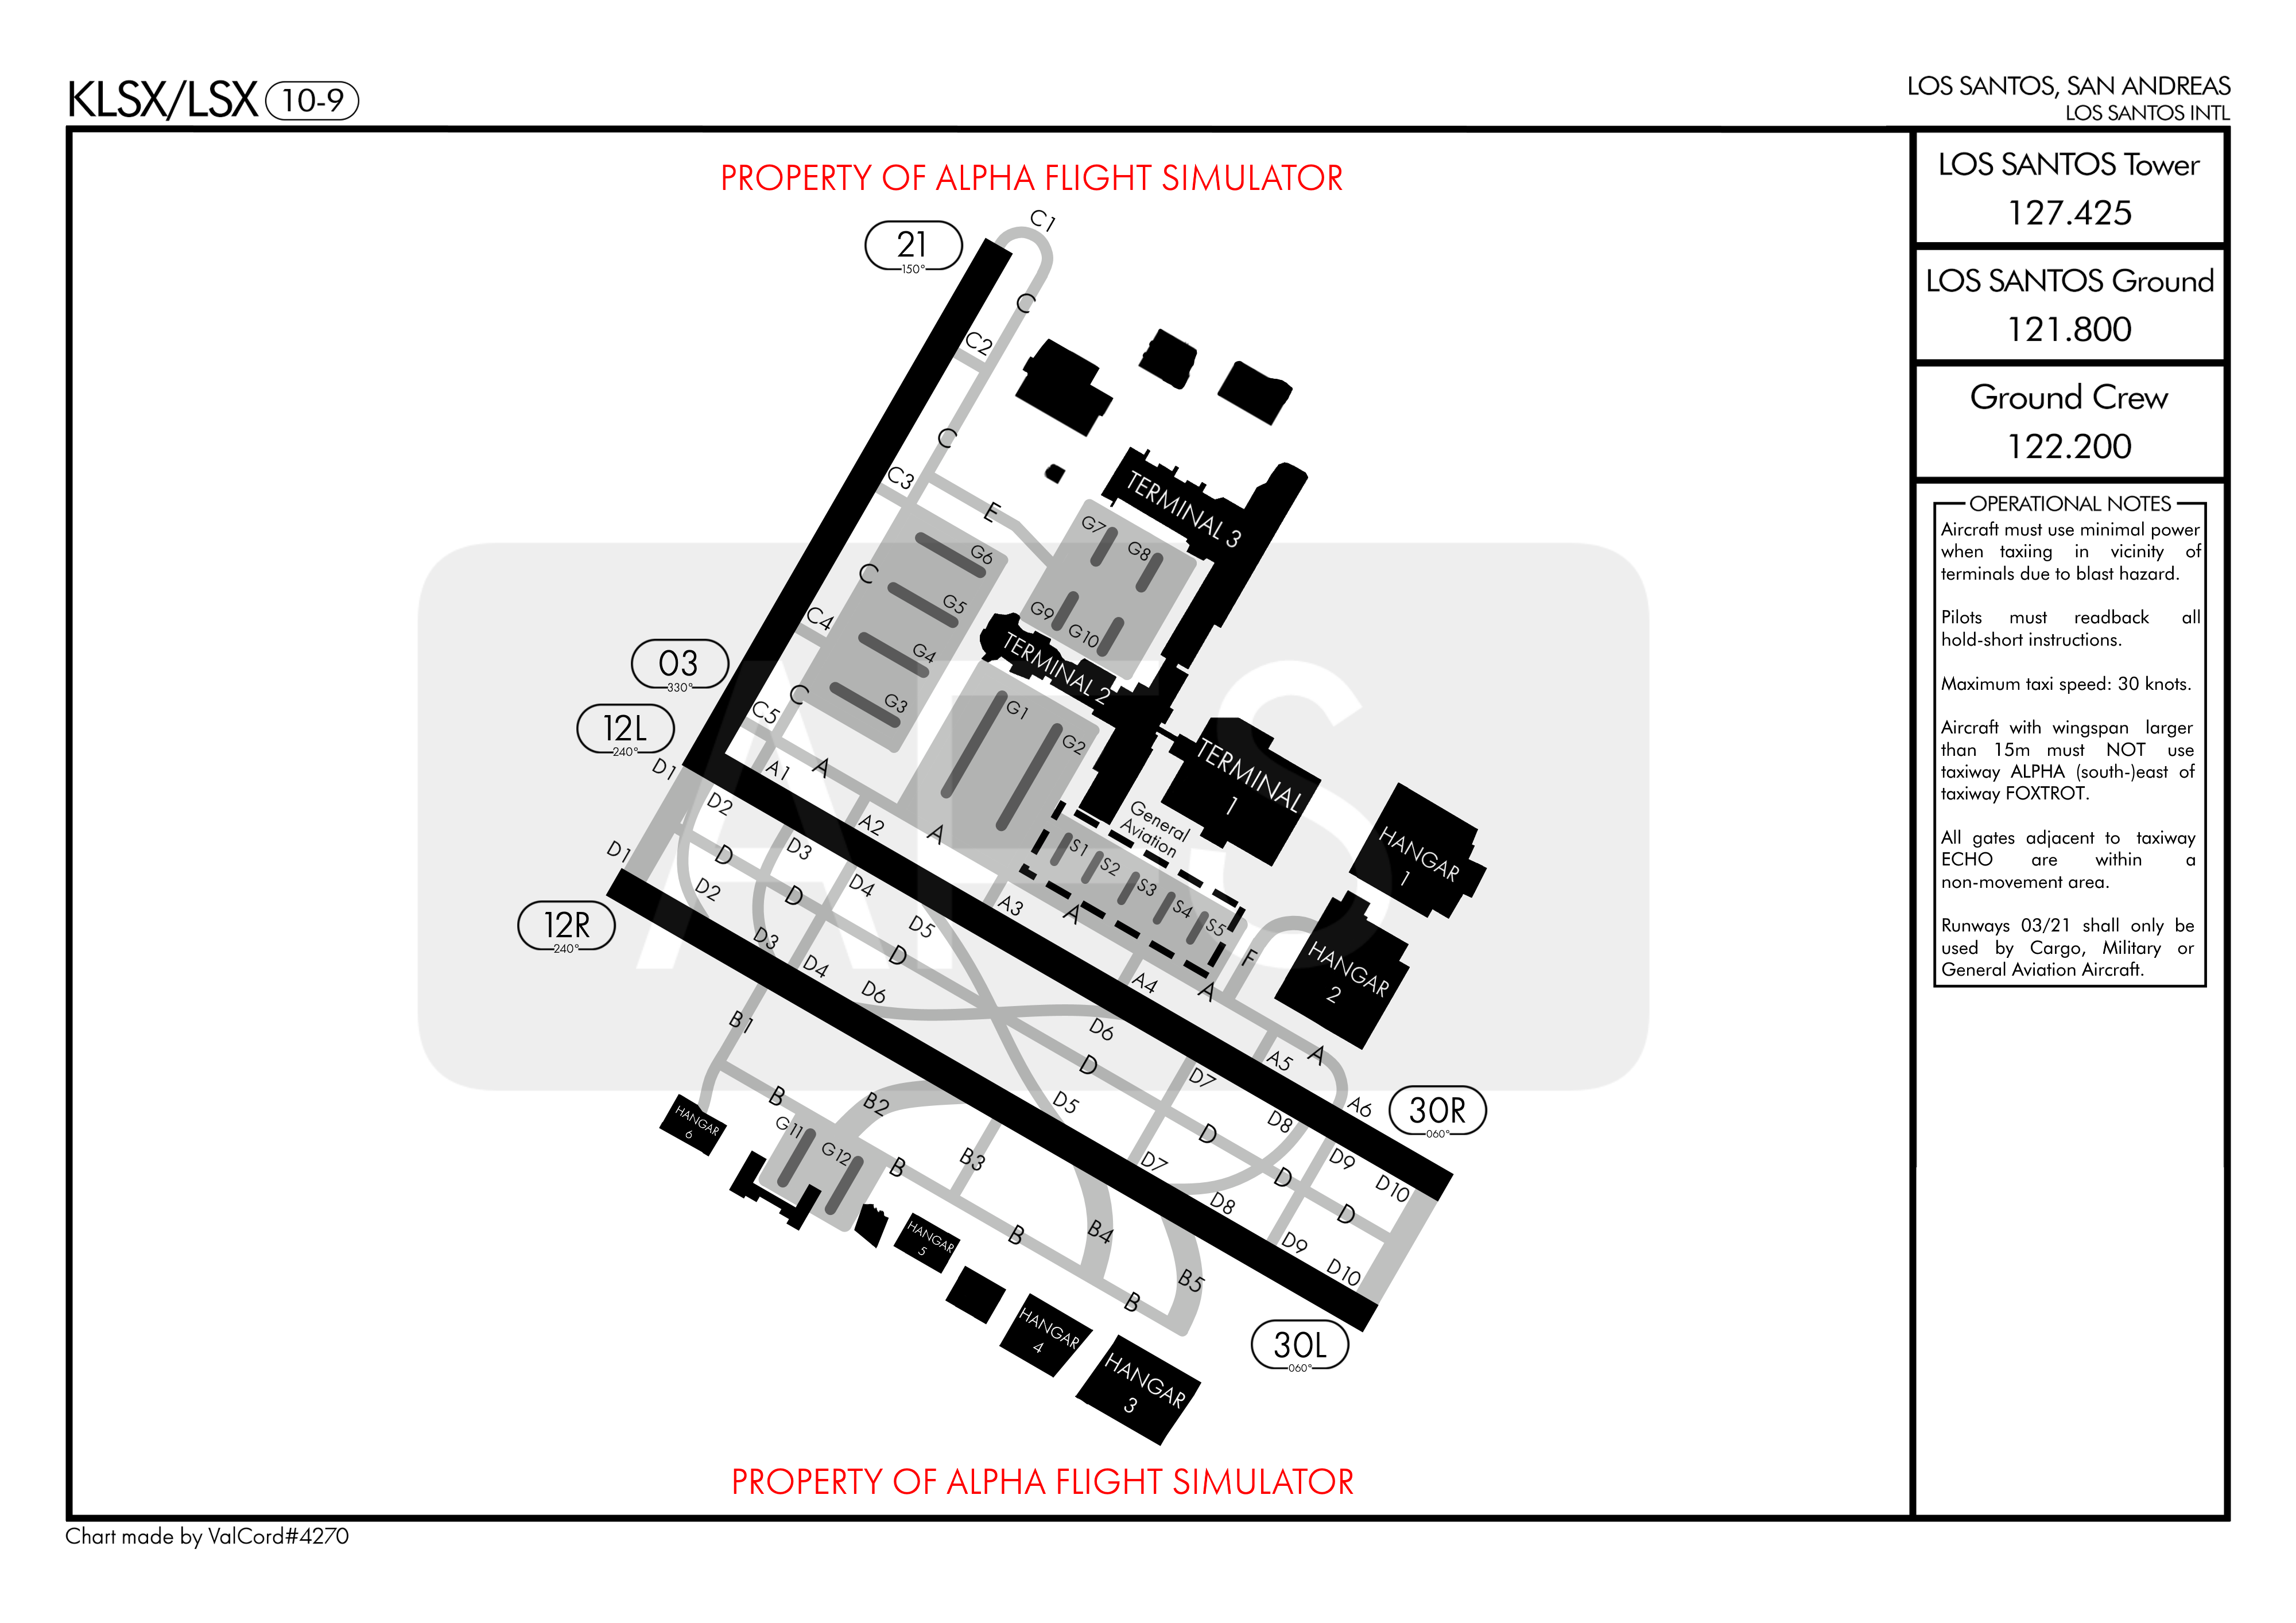 KLSX/LSX 10-9
LOS SANTOS, SAN ANDREAS
LOS SANTOS INTL
PROPERTY OF ALPHA FLIGHT SIMULATOR
LOS SANTOS Tower
127.425
LOS SANTOS Ground
121.800
Ground Crew
122.200
OPERATIONAL NOTES
Aircraft must use minimal power
when taxiing in vicinity of
terminals due to blast hazard.
Pilots must readback all
hold-short instructions.
Maximum taxi speed: 30 knots.
Aircraft with wingspan larger
than 15m must NOT use
taxiway ALPHA (south-)east of
taxiway FOXTROT.
All gates adjacent to taxiway
ECHO are within a
non-movement area.
Runways 03/21 shall only be
used by Cargo, Military or
General Aviation Aircraft.
C1
21
150°
C
C2
C
C3
E
TERMINAL 3
G7
G8
G6
C
G5
G9
G10
C4
G4
TERMINAL 2
03
330°
C
G3
G1
C5
G2
12L
240°
D1
A1
A
TERMINAL
1
General
Aviation
D2
A2
A
D3
S1
S2
S3
S4
S5
HANGAR
1
D1
D
D2
D
D4
A3
A
12R
240°
D3
D5
D
F
HANGAR
2
D4
A4
A
D6
B1
D6
A5
A
D
D7
B
B2
D5
D8
A6
30R
060°
HANGAR
6
G11
G12
D
B
B3
D7
D9
D
D10
D8
D
B
B4
D9
D10
HANGAR
5
B5
B
HANGAR
4
30L
060°
HANGAR
3
AFS
PROPERTY OF ALPHA FLIGHT SIMULATOR
Chart made by ValCord#4270